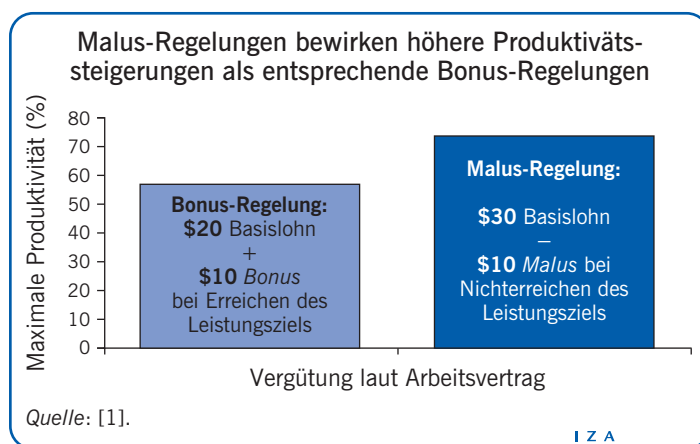 Malus-Regelungen bewirken höhere Produktiväts-
steigerungen als entsprechende Bonus-Regelungen
Maximale Produktivität (%)
80
70
60
50
40
30
20
10
0
Bonus-Regelung:
$20 Basislohn
+
$10 Bonus
bei Erreichen des
Leistungsziels
Malus-Regelung:
$30 Basislohn
–
$10 Malus bei
Nichterreichen des
Leistungsziels
Vergütung laut Arbeitsvertrag
Quelle: [1].
I Z A